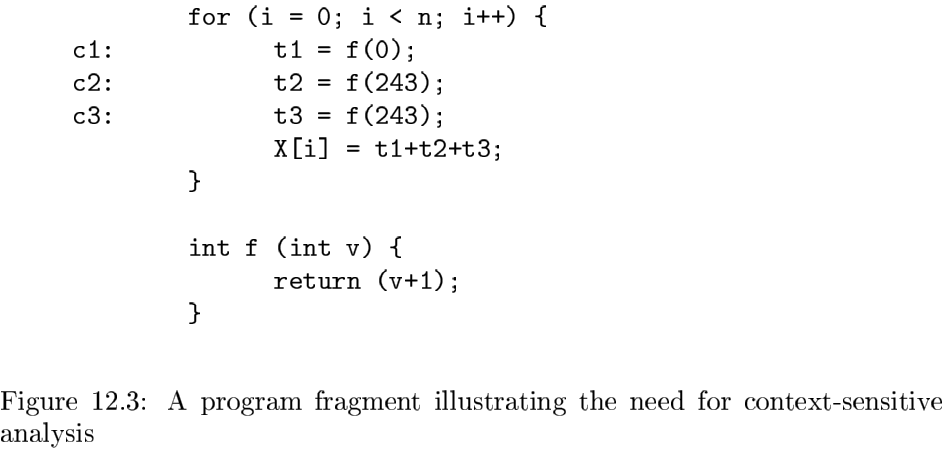 for (i = 0; i < n; i++) {
c1: t1 = f(0);
c2: t2 = f(243);
c3: t3 = f(243);
X[i] = t1+t2+t3;
}
int f (int v) {
return (v+1);
}
Figure 12.3: A program fragment illustrating the need for context-sensitive
analysis